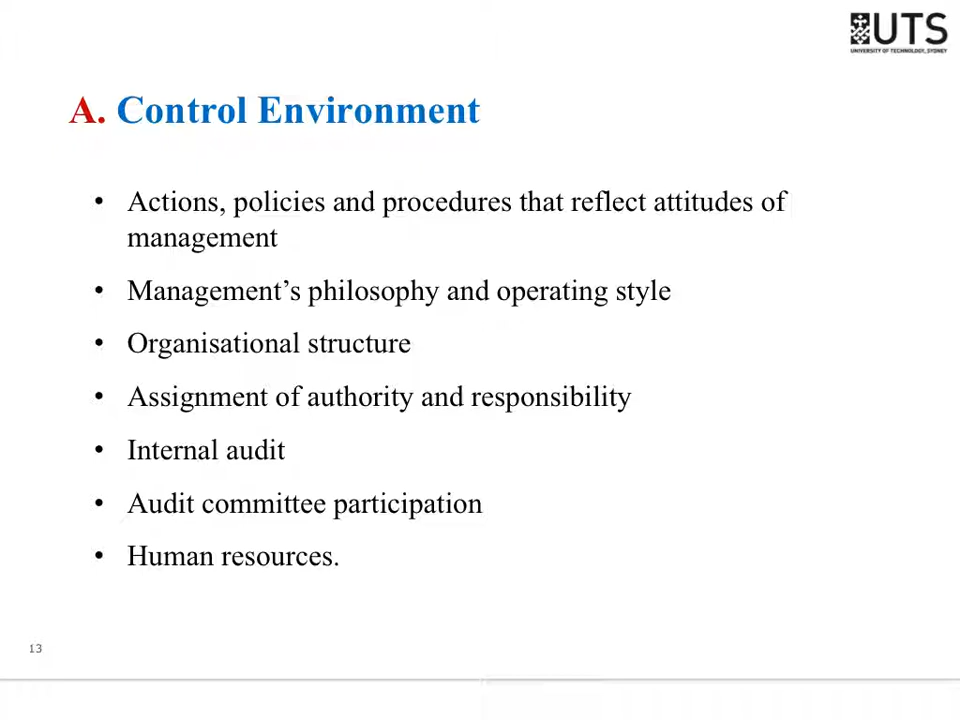 UTS
UNIVERSITY OF TECHNOLOGY, SYDNEY
A. Control Environment
• Actions, policies and procedures that reflect attitudes of
management
• Management's philosophy and operating style
• Organisational structure
• Assignment of authority and responsibility
• Internal audit
• Audit committee participation
• Human resources.
13